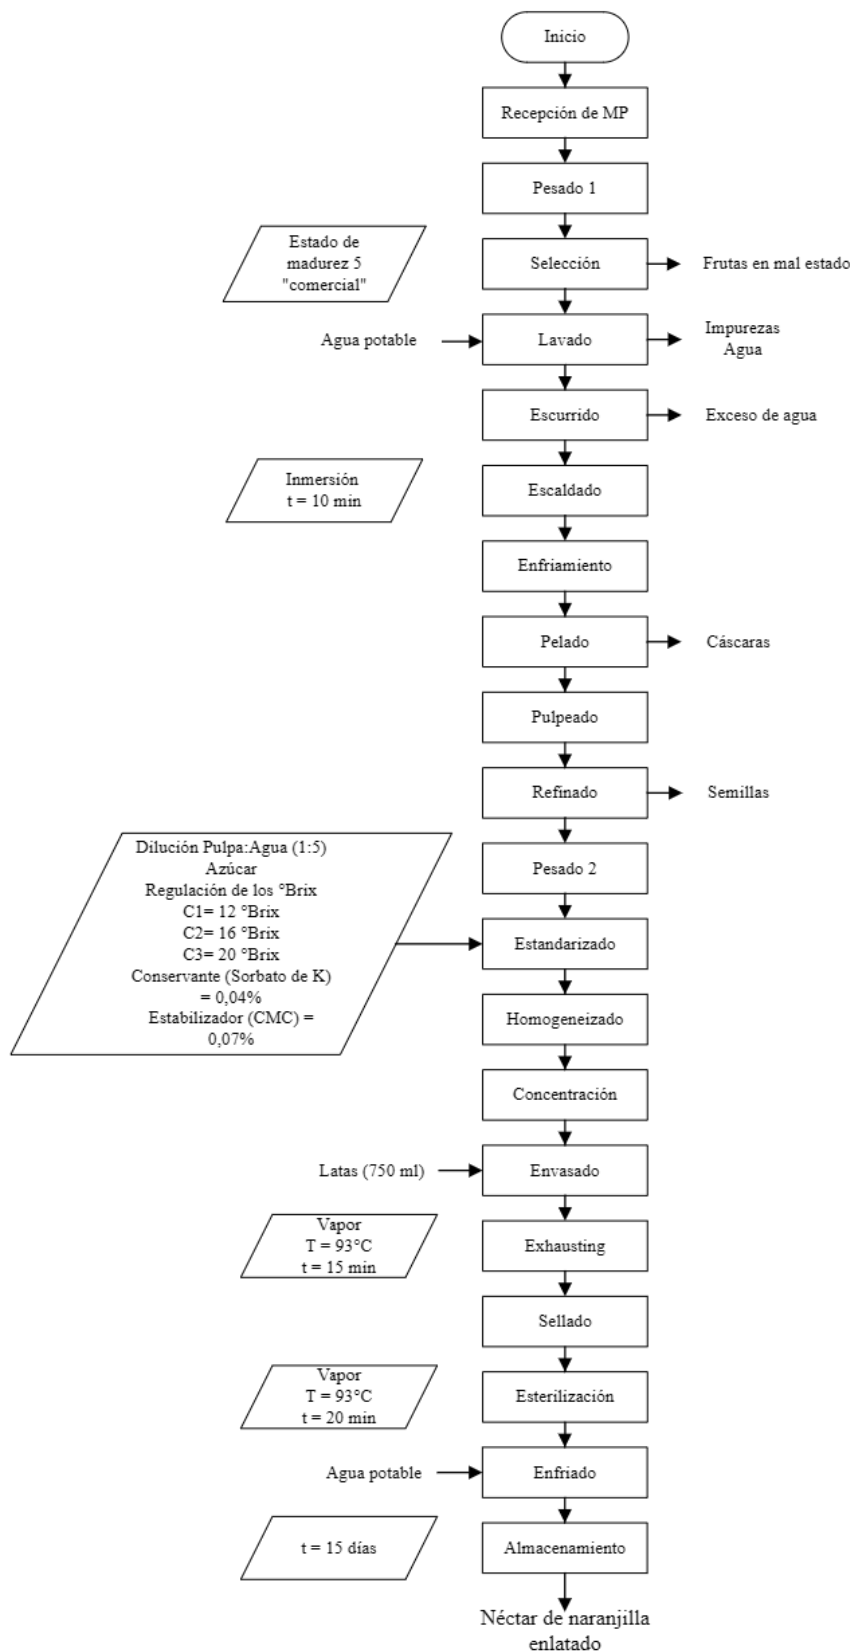 Inicio
Recepción de MP
Pesado 1
Estado de
madurez 5
"comercial"
Selección
Frutas en mal estado
Agua potable
Lavado
Impurezas
Agua
Escurrido
Exceso de agua
Inmersión
t = 10 min
Escaldado
Enfriamiento
Pelado
Cáscaras
Pulpeado
Refinado
Semillas
Pesado 2
Dilución Pulpa:Agua (1:5)
Azúcar
Regulación de los °Brix
C1= 12 °Brix
C2= 16 °Brix
C3= 20 °Brix
Conservante (Sorbato de K)
= 0,04%
Estabilizador (CMC) =
0,07%
Estandarizado
Homogeneizado
Concentración
Latas (750 ml)
Envasado
Vapor
T = 93°C
t = 15 min
Exhausting
Sellado
Vapor
T = 93°C
t = 20 min
Esterilización
Agua potable
Enfriado
t = 15 días
Almacenamiento
Néctar de naranjilla
enlatado